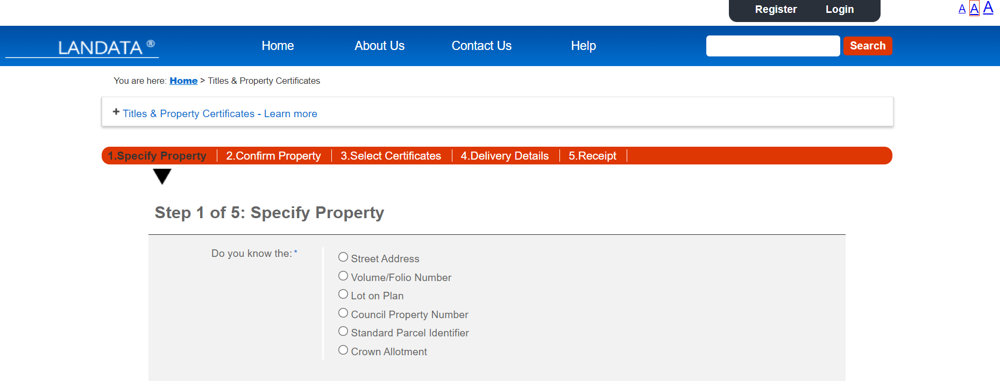 Register Login A A A
LANDATA ® Home About Us Contact Us Help Search
You are here: Home > Titles & Property Certificates
+ Titles & Property Certificates - Learn more
1.Specify Property 2.Confirm Property 3.Select Certificates 4.Delivery Details 5.Receipt
Step 1 of 5: Specify Property
Do you know the: *
Street Address
Volume/Folio Number
Lot on Plan
Council Property Number
Standard Parcel Identifier
Crown Allotment